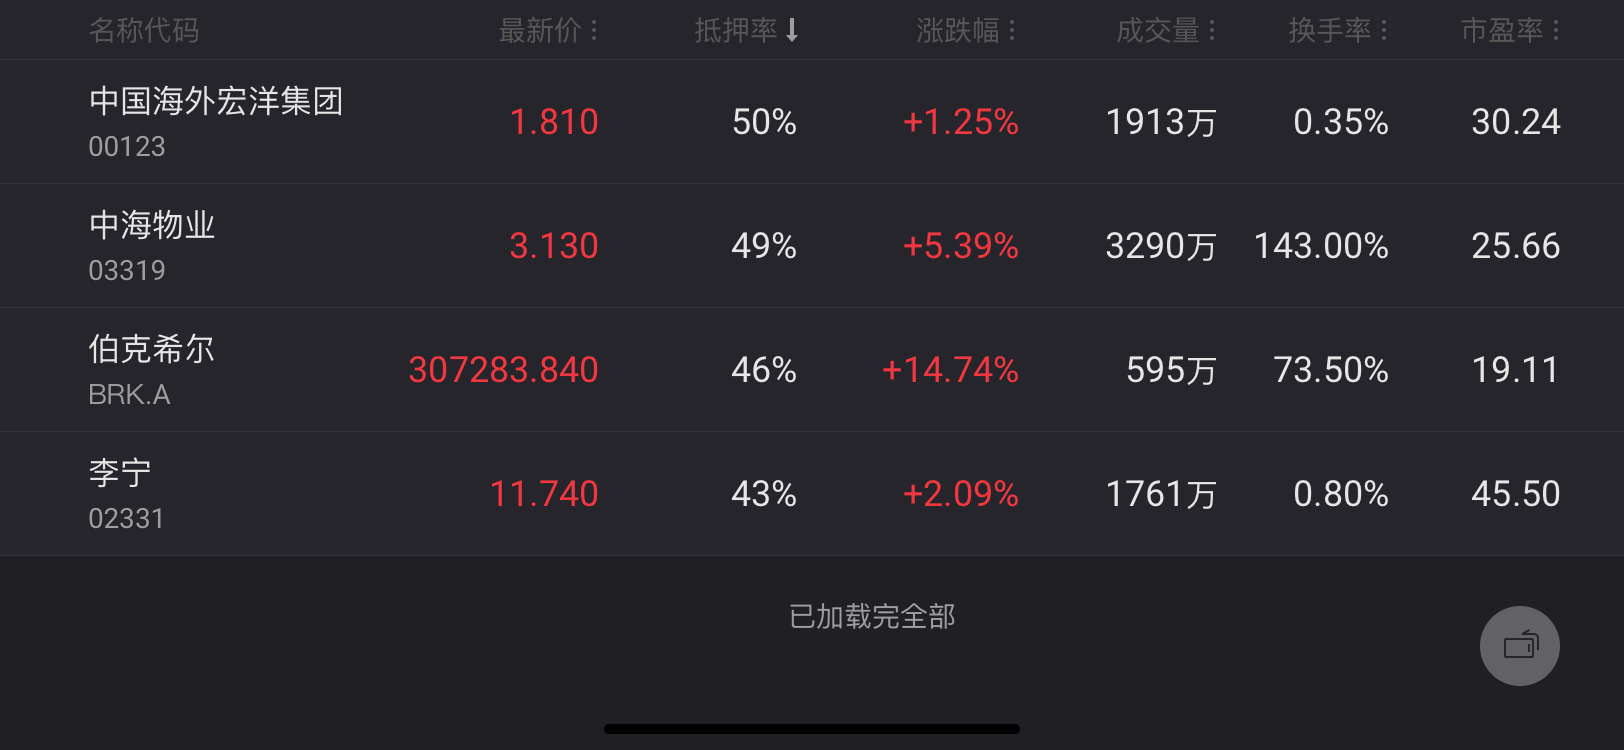 名称代码 最新价 抵押率 涨跌幅 成交量 换手率 市盈率
中国海外宏洋集团
00123 1.810 50% +1.25% 1913万 0.35% 30.24
中海物业
03319 3.130 49% +5.39% 3290万 143.00% 25.66
伯克希尔
BRK.A 307283.840 46% +14.74% 595万 73.50% 19.11
李宁
02331 11.740 43% +2.09% 1761万 0.80% 45.50
已加载完全部